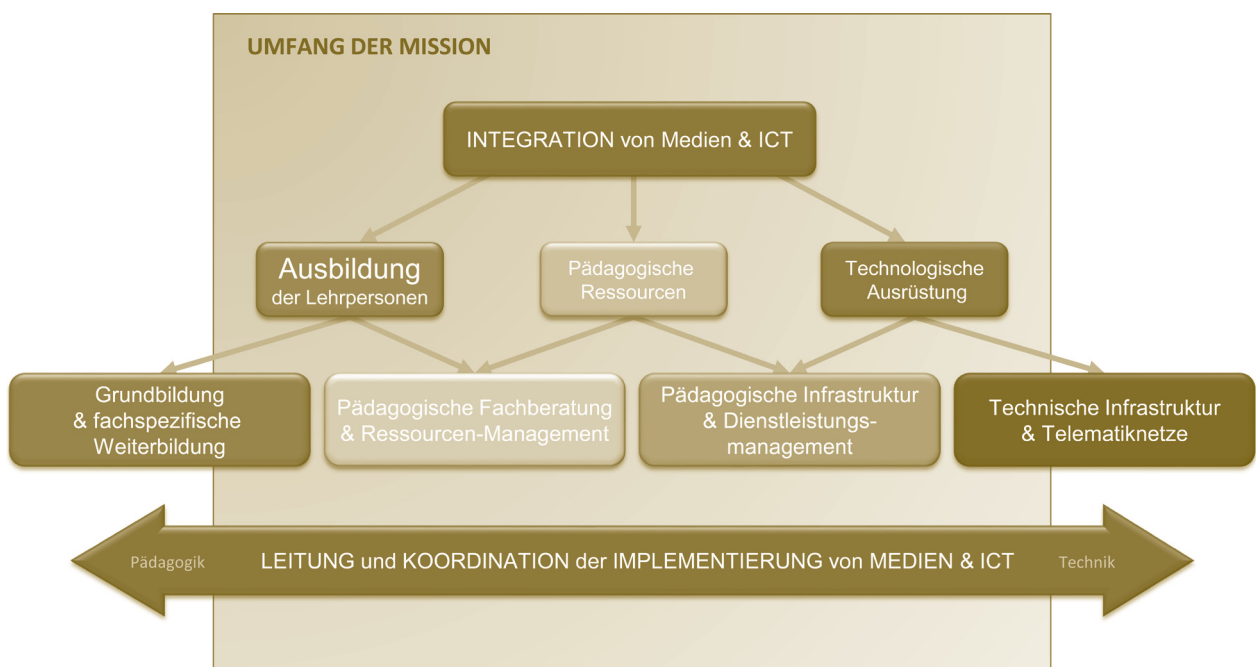 UMFANG DER MISSION
INTEGRATION von Medien & ICT
Ausbildung
der Lehrpersonen
Pädagogische
Ressourcen
Technologische
Ausrüstung
Grundbildung
& fachspezifische
Weiterbildung
Pädagogische Fachberatung
& Ressourcen-Management
Pädagogische Infrastruktur
& Dienstleistungs-
management
Technische Infrastruktur
& Telematiknetze
Pädagogik
LEITUNG und KOORDINATION der IMPLEMENTIERUNG von MEDIEN & ICT
Technik